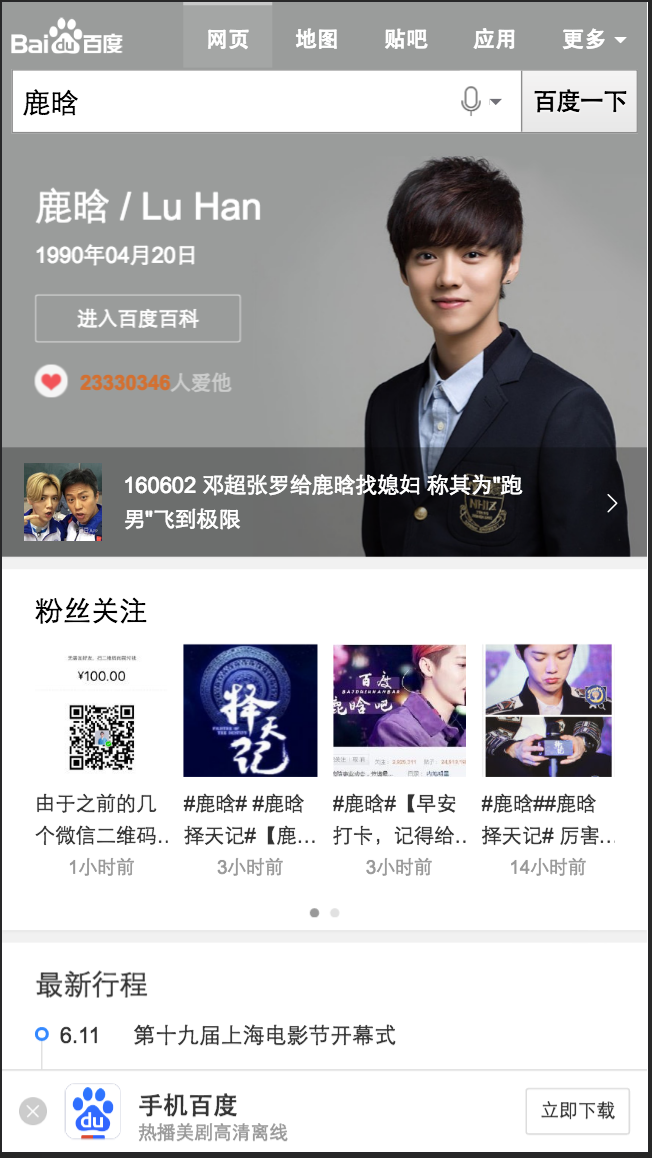 Bai du 百度
网页 地图 贴吧 应用 更多
鹿晗
百度一下
鹿晗 / Lu Han
1990年04月20日
进入百度百科
23330346人爱他
160602 邓超张罗给鹿晗找媳妇 称其为"跑
男"飞到极限
NHIZ
粉丝关注
¥100.00
择天记
百度
鹿晗吧
由于之前的几
个微信二维码..
1小时前
#鹿晗# #鹿晗
择天记#【鹿...
3小时前
#鹿晗#【早安
打卡，记得给..
3小时前
#鹿晗##鹿晗
择天记# 厉害...
14小时前
最新行程
6.11 第十九届上海电影节开幕式
du
手机百度
热播美剧高清离线
立即下载